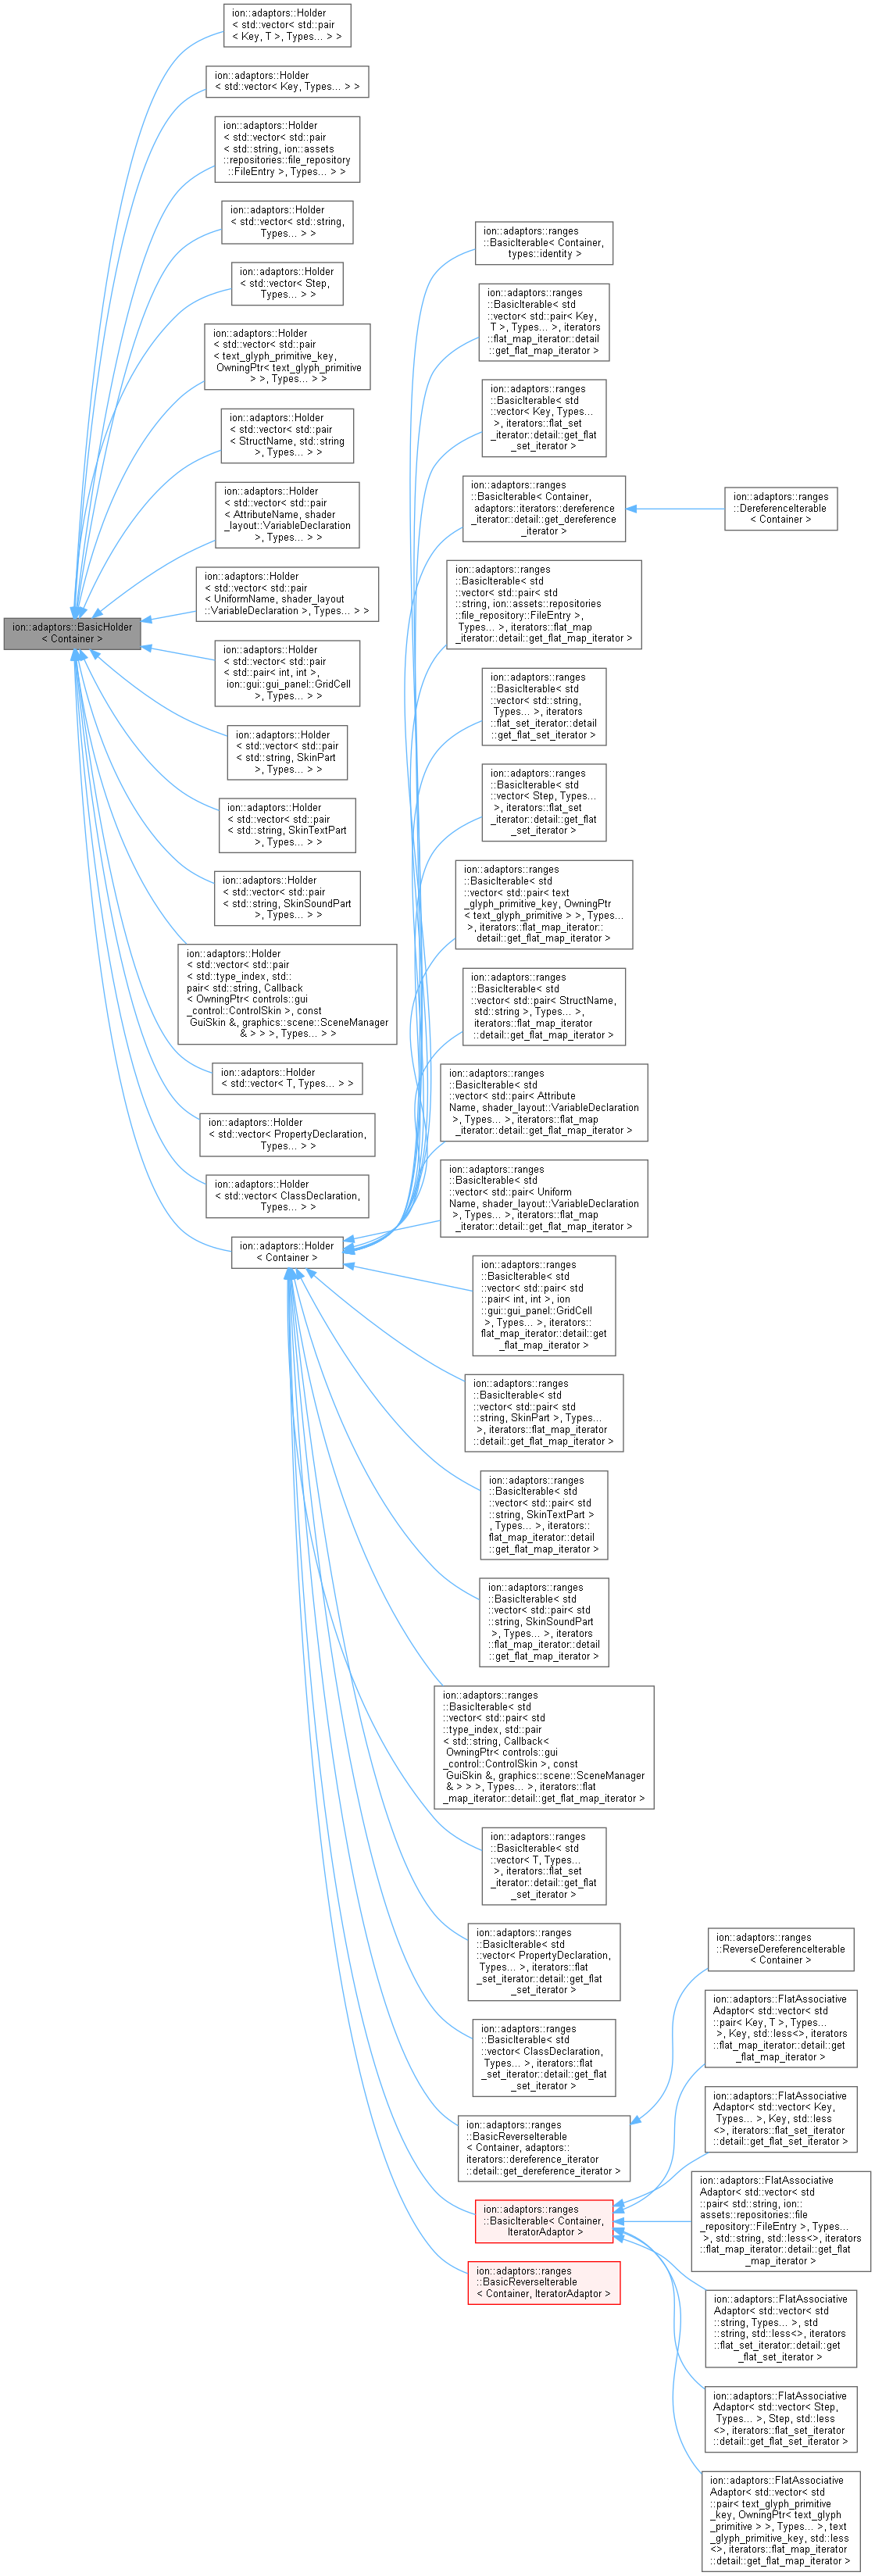 ion::adaptors::Holder
< std::vector< std::pair
< Key, T >, Types... > >
ion::adaptors::Holder
< std::vector< Key, Types... > >
ion::adaptors::Holder
< std::vector< std::pair
< std::string, ion::assets
::repositories::file_repository
::FileEntry >, Types... > >
ion::adaptors::Holder
< std::vector< std::string,
Types... > >
ion::adaptors::Holder
< std::vector< Step,
Types... > >
ion::adaptors::Holder
< std::vector< std::pair
< text_glyph_primitive_key,
OwningPtr< text_glyph_primitive
> >, Types... > >
ion::adaptors::Holder
< std::vector< std::pair
< StructName, std::string
>, Types... > >
ion::adaptors::Holder
< std::vector< std::pair
< AttributeName, shader
_layout::VariableDeclaration
>, Types... > >
ion::adaptors::Holder
< std::vector< std::pair
< UniformName, shader_layout
::VariableDeclaration >, Types... > >
ion::adaptors::BasicHolder
< Container >
ion::adaptors::Holder
< std::vector< std::pair
< std::pair< int, int >,
ion::gui::gui_panel::GridCell
>, Types... > >
ion::adaptors::Holder
< std::vector< std::pair
< std::string, SkinPart
>, Types... > >
ion::adaptors::Holder
< std::vector< std::pair
< std::string, SkinTextPart
>, Types... > >
ion::adaptors::Holder
< std::vector< std::pair
< std::string, SkinSoundPart
>, Types... > >
ion::adaptors::Holder
< std::vector< std::pair
< std::type_index, std::
pair< std::string, Callback
< OwningPtr< controls::gui
_control::ControlSkin >, const
GuiSkin &, graphics::scene::SceneManager
& > > >, Types... > >
ion::adaptors::Holder
< std::vector< T, Types... > >
ion::adaptors::Holder
< std::vector< PropertyDeclaration,
Types... > >
ion::adaptors::Holder
< std::vector< ClassDeclaration,
Types... > >
ion::adaptors::Holder
< Container >
ion::adaptors::ranges
::BasicIterable< Container,
types::identity >
ion::adaptors::ranges
::BasicIterable< std
::vector< std::pair< Key,
T >, Types... >, iterators
::flat_map_iterator::detail
::get_flat_map_iterator >
ion::adaptors::ranges
::BasicIterable< std
::vector< Key, Types...
>, iterators::flat_set
_iterator::detail::get_flat
_set_iterator >
ion::adaptors::ranges
::BasicIterable< Container,
adaptors::iterators::dereference
_iterator::detail::get_dereference
_iterator >
ion::adaptors::ranges
::DereferenceIterable
< Container >
ion::adaptors::ranges
::BasicIterable< std
::vector< std::pair< std
::string, ion::assets::repositories
::file_repository::FileEntry >,
Types... >, iterators::flat_map
_iterator::detail::get_flat_map_iterator >
ion::adaptors::ranges
::BasicIterable< std
::vector< std::string,
Types... >, iterators
::flat_set_iterator::detail
::get_flat_set_iterator >
ion::adaptors::ranges
::BasicIterable< std
::vector< Step, Types...
>, iterators::flat_set
_iterator::detail::get_flat
_set_iterator >
ion::adaptors::ranges
::BasicIterable< std
::vector< std::pair< text
_glyph_primitive_key, OwningPtr
< text_glyph_primitive > >, Types...
>, iterators::flat_map_iterator::
detail::get_flat_map_iterator >
ion::adaptors::ranges
::BasicIterable< std
::vector< std::pair< StructName,
std::string >, Types... >,
iterators::flat_map_iterator
::detail::get_flat_map_iterator >
ion::adaptors::ranges
::BasicIterable< std
::vector< std::pair< Attribute
Name, shader_layout::VariableDeclaration
>, Types... >, iterators::flat_map
_iterator::detail::get_flat_map_iterator >
ion::adaptors::ranges
::BasicIterable< std
::vector< std::pair< Uniform
Name, shader_layout::VariableDeclaration
>, Types... >, iterators::flat_map
_iterator::detail::get_flat_map_iterator >
ion::adaptors::ranges
::BasicIterable< std
::vector< std::pair< std
::pair< int, int >, ion
::gui::gui_panel::GridCell
>, Types... >, iterators::
flat_map_iterator::detail::get
_flat_map_iterator >
ion::adaptors::ranges
::BasicIterable< std
::vector< std::pair< std
::string, SkinPart >, Types...
>, iterators::flat_map_iterator
::detail::get_flat_map_iterator >
ion::adaptors::ranges
::BasicIterable< std
::vector< std::pair< std
::string, SkinTextPart >
, Types... >, iterators::
flat_map_iterator::detail
::get_flat_map_iterator >
ion::adaptors::ranges
::BasicIterable< std
::vector< std::pair< std
::string, SkinSoundPart
>, Types... >, iterators
::flat_map_iterator::detail
::get_flat_map_iterator >
ion::adaptors::ranges
::BasicIterable< std
::vector< std::pair< std
::type_index, std::pair
< std::string, Callback<
OwningPtr< controls::gui
_control::ControlSkin >, const
GuiSkin &, graphics::scene::SceneManager
& > > >, Types... >, iterators::flat
_map_iterator::detail::get_flat_map_iterator >
ion::adaptors::ranges
::BasicIterable< std
::vector< T, Types...
>, iterators::flat_set
_iterator::detail::get_flat
_set_iterator >
ion::adaptors::ranges
::BasicIterable< std
::vector< PropertyDeclaration,
Types... >, iterators::flat
_set_iterator::detail::get_flat
_set_iterator >
ion::adaptors::ranges
::BasicIterable< std
::vector< ClassDeclaration,
Types... >, iterators::flat
_set_iterator::detail::get_flat
_set_iterator >
ion::adaptors::ranges
::BasicReverseIterable
< Container, adaptors::
iterators::dereference_iterator
::detail::get_dereference_iterator >
ion::adaptors::ranges
::BasicIterable< Container,
IteratorAdaptor >
ion::adaptors::ranges
::BasicReverseIterable
< Container, IteratorAdaptor >
ion::adaptors::ranges
::ReverseDereferenceIterable
< Container >
ion::adaptors::FlatAssociative
Adaptor< std::vector< std
::pair< Key, T >, Types...
>, Key, std::less<>, iterators
::flat_map_iterator::detail::get
_flat_map_iterator >
ion::adaptors::FlatAssociative
Adaptor< std::vector< Key,
Types... >, Key, std::less
<>, iterators::flat_set_iterator
::detail::get_flat_set_iterator >
ion::adaptors::FlatAssociative
Adaptor< std::vector< std
::pair< std::string, ion::
assets::repositories::file
_repository::FileEntry >, Types...
>, std::string, std::less<>, iterators
::flat_map_iterator::detail::get_flat
_map_iterator >
ion::adaptors::FlatAssociative
Adaptor< std::vector< std
::string, Types... >, std
::string, std::less<>, iterators
::flat_set_iterator::detail::get
_flat_set_iterator >
ion::adaptors::FlatAssociative
Adaptor< std::vector< Step,
Types... >, Step, std::less
<>, iterators::flat_set_iterator
::detail::get_flat_set_iterator >
ion::adaptors::FlatAssociative
Adaptor< std::vector< std
::pair< text_glyph_primitive
_key, OwningPtr< text_glyph
_primitive > >, Types... >, text
_glyph_primitive_key, std::less
<>, iterators::flat_map_iterator
::detail::get_flat_map_iterator >